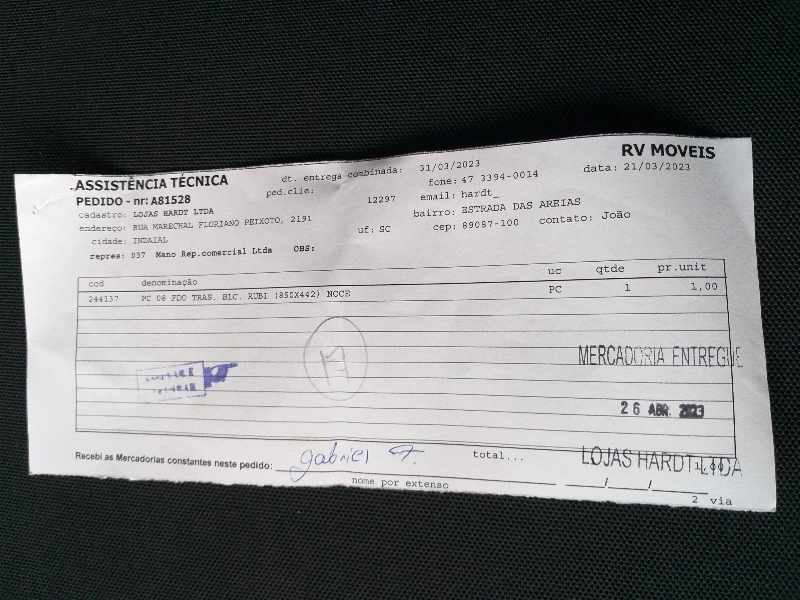 ASSISTÊNCIA TÉCNICA dt. entrega combinada: 31/03/2023 RV MOVEIS
PEDIDO - nr: A81528 ped.clie: fone: 47 3394-0014 data: 21/03/2023
cadastro: LOJAS HARDT LTDA 12297 email: hardt_
endereço: RUA MARECHAL FLORIANO PEIXOTO, 2191 bairro: ESTRADA DAS AREIAS
cidade: INDAIAL uf: SC cep: 89087-100 contato: João
repres: 037 Mano Rep.comercial Ltda OBS:
cod denominação uc qtde pr.unit
244137 PC 08 FDO TRAS. BLC. RUBI (850X442) NOCE PC 1 1,00
MERCADORIA ENTREGUE
26 ABR. 2023
LOJAS HARDT LTDA
Recebi as Mercadorias constantes neste pedido: gabriel F. total...
nome por extenso
2 via